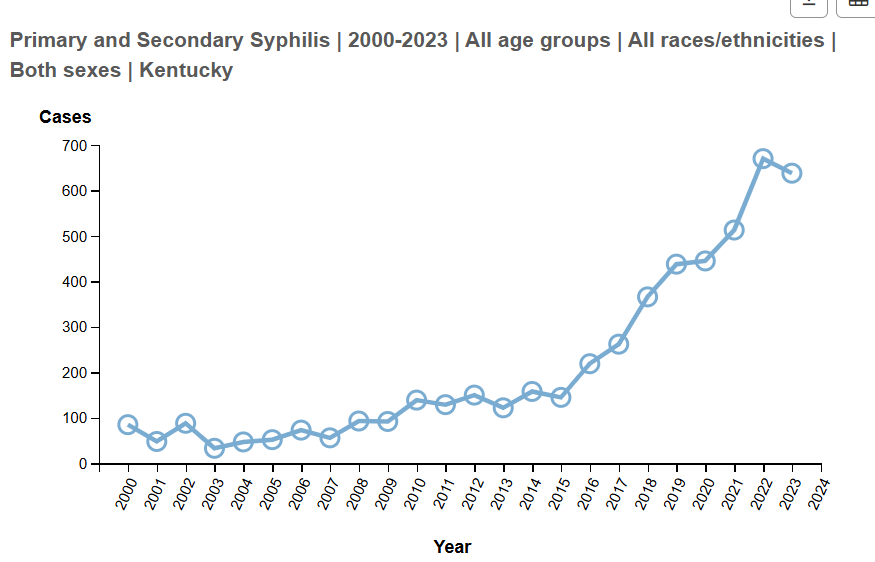 Primary and Secondary Syphilis | 2000-2023 | All age groups | All races/ethnicities |
Both sexes | Kentucky
Cases
700
600
500
400
300
200
100
0
2000 2001 2002 2003 2004 2005 2006 2007 2008 2009 2010 2011 2012 2013 2014 2015 2016 2017 2018 2019 2020 2021 2022 2023 2024
Year